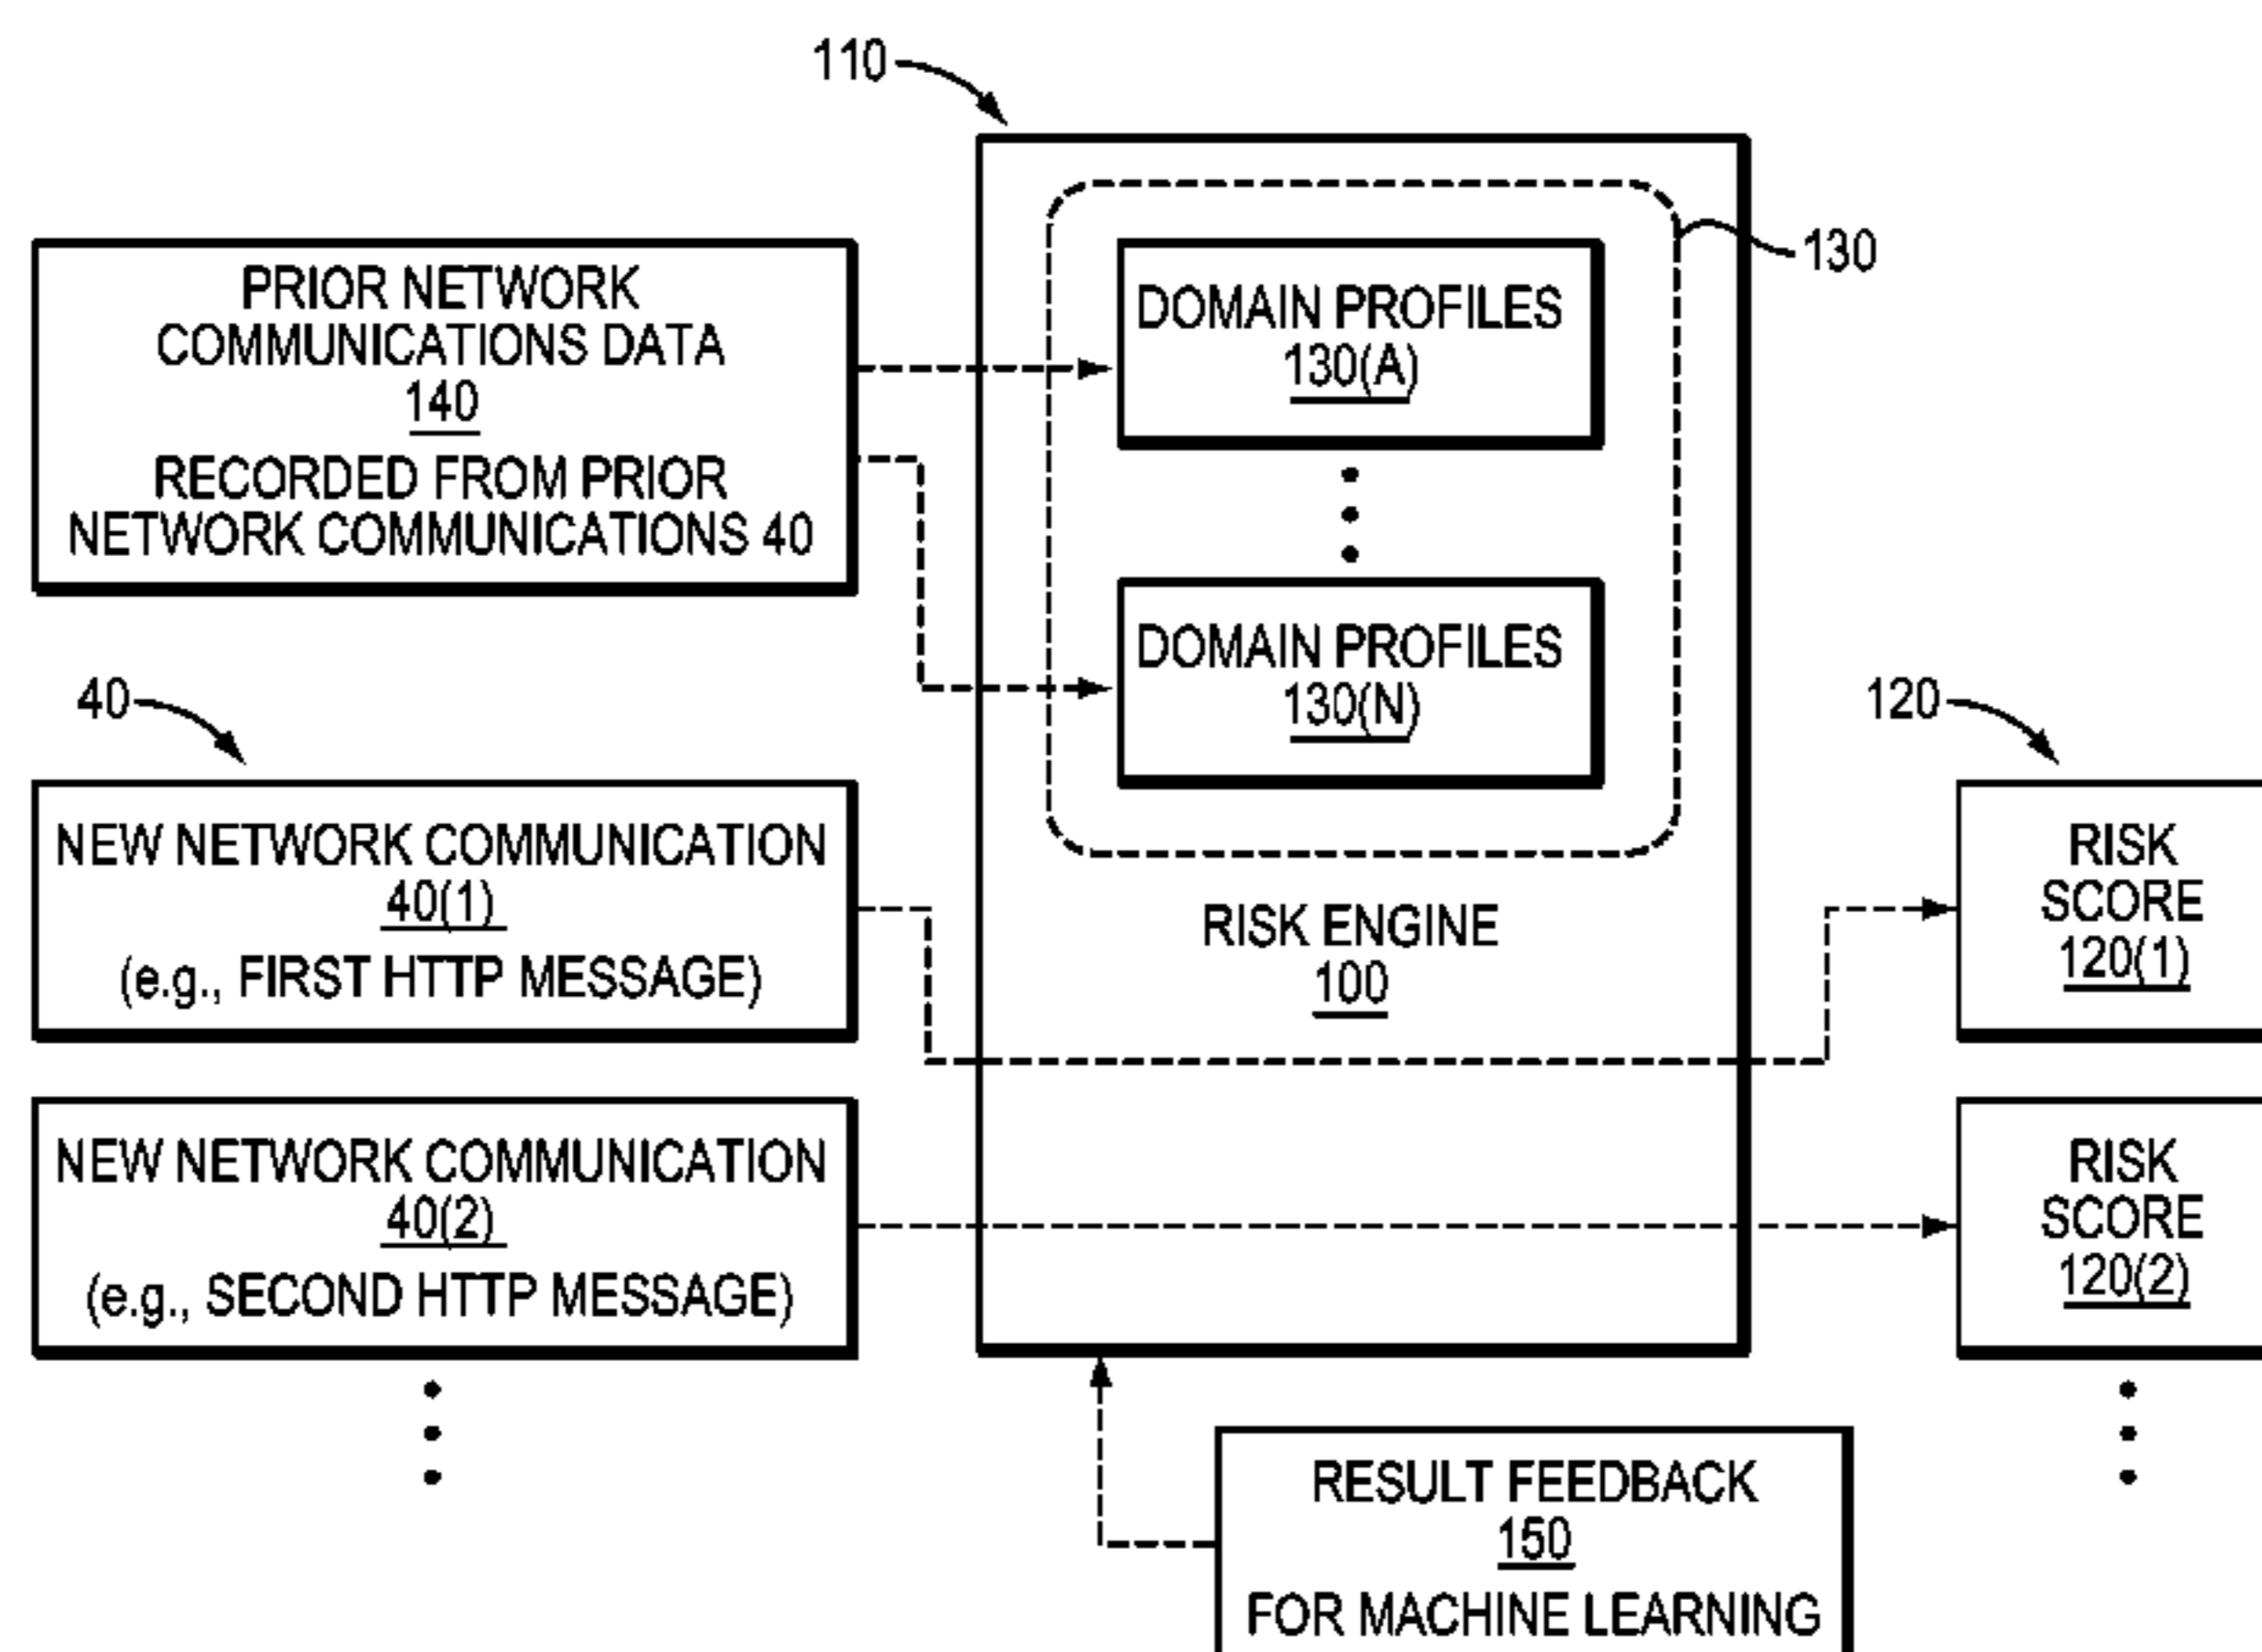 110
PRIOR NETWORK
COMMUNICATIONS DATA
140
RECORDED FROM PRIOR
NETWORK COMMUNICATIONS 40
DOMAIN PROFILES
130(A)
130
DOMAIN PROFILES
130(N)
40
NEW NETWORK COMMUNICATION
40(1)
(e.g., FIRST HTTP MESSAGE)
RISK ENGINE
100
120
RISK
SCORE
120(1)
NEW NETWORK COMMUNICATION
40(2)
(e.g., SECOND HTTP MESSAGE)
RISK
SCORE
120(2)
RESULT FEEDBACK
150
FOR MACHINE LEARNING